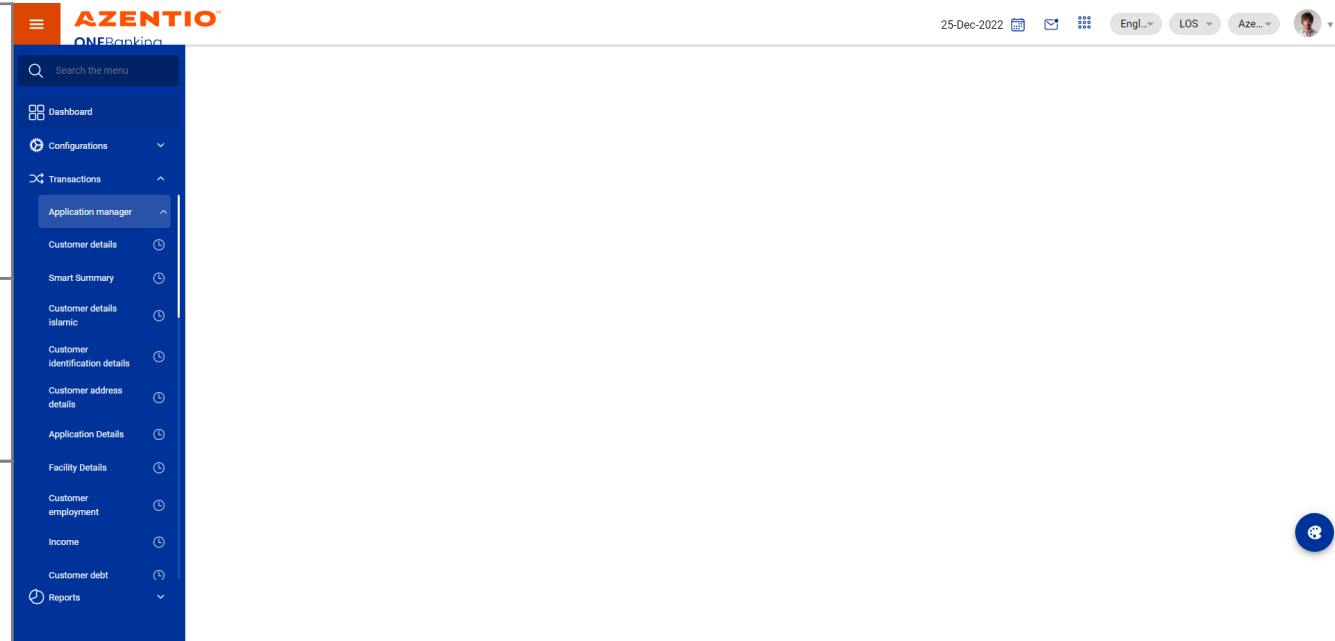 AZENTIO™
ONEBanking
25-Dec-2022
Engl...
LOS
Aze...
Search the menu
Dashboard
Configurations
Transactions
Application manager
Customer details
Smart Summary
Customer details
islamic
Customer
identification details
Customer address
details
Application Details
Facility Details
Customer
employment
Income
Customer debt
Reports